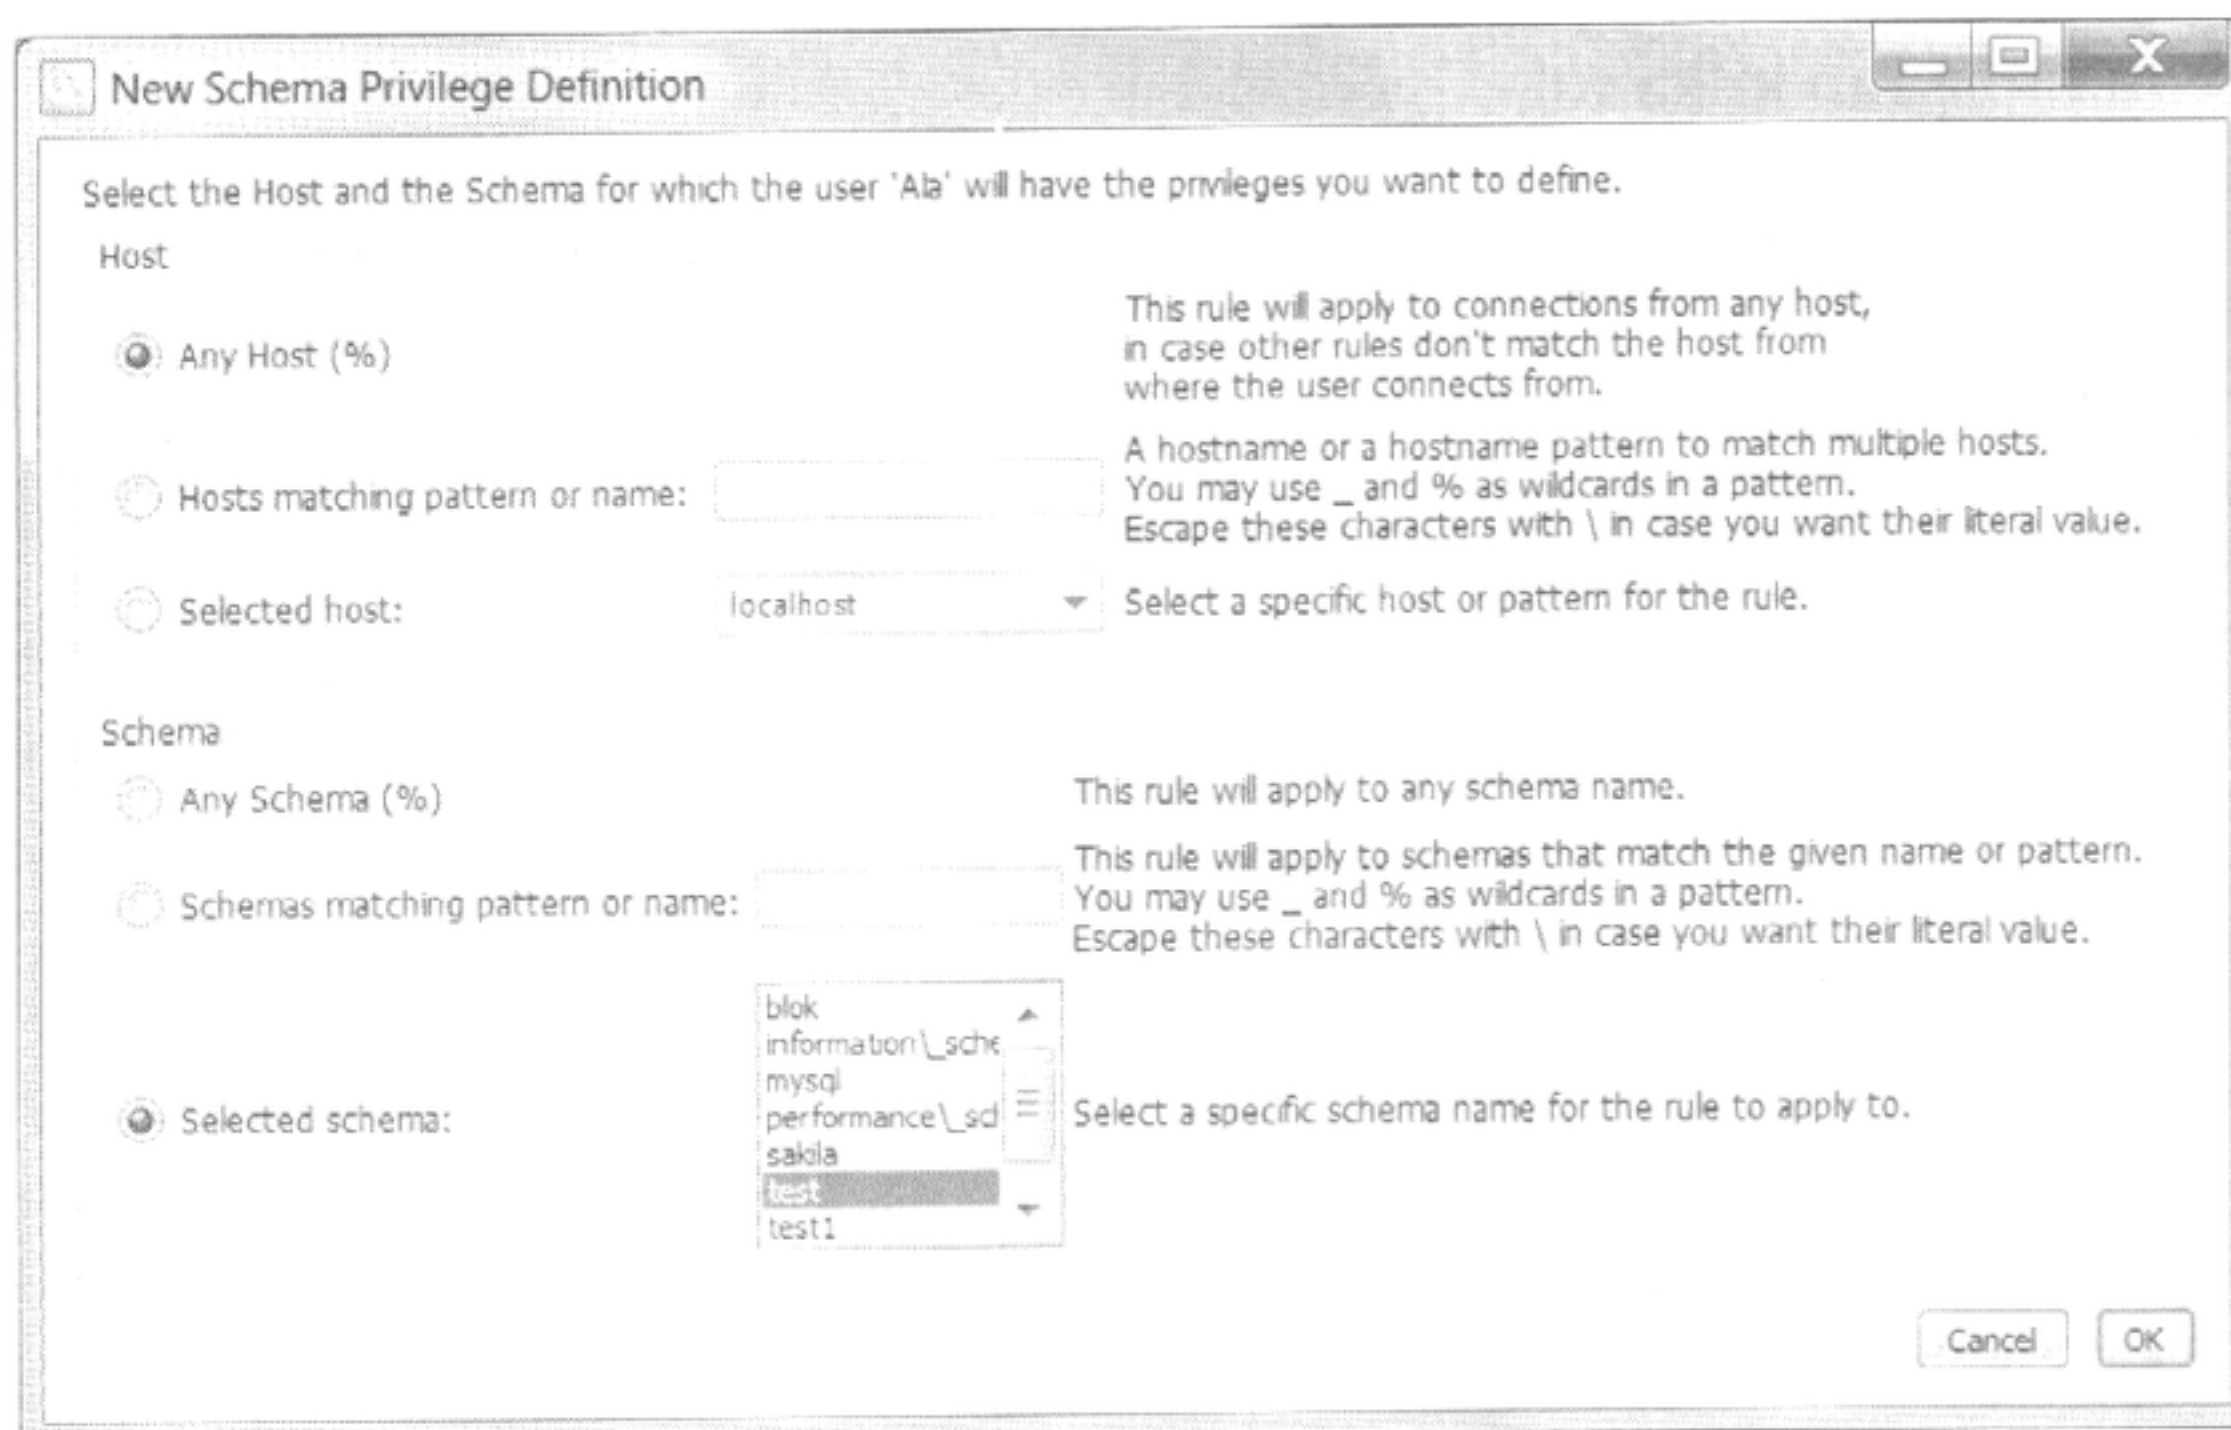 New Schema Privilege Definition
Select the Host and the Schema for which the user 'Ala' will have the privileges you want to define.
Host
Any Host (%)
This rule will apply to connections from any host,
in case other rules don't match the host from
where the user connects from.
Hosts matching pattern or name:
A hostname or a hostname pattern to match multiple hosts.
You may use _ and % as wildcards in a pattern.
Escape these characters with \ in case you want their literal value.
Selected host:
localhost
Select a specific host or pattern for the rule.
Schema
Any Schema (%)
This rule will apply to any schema name.
Schemas matching pattern or name:
This rule will apply to schemas that match the given name or pattern.
You may use _ and % as wildcards in a pattern.
Escape these characters with \ in case you want their literal value.
Selected schema:
blok
information\_sche
mysql
performance\_scl
sakila
test
test1
Select a specific schema name for the rule to apply to.
Cancel
OK